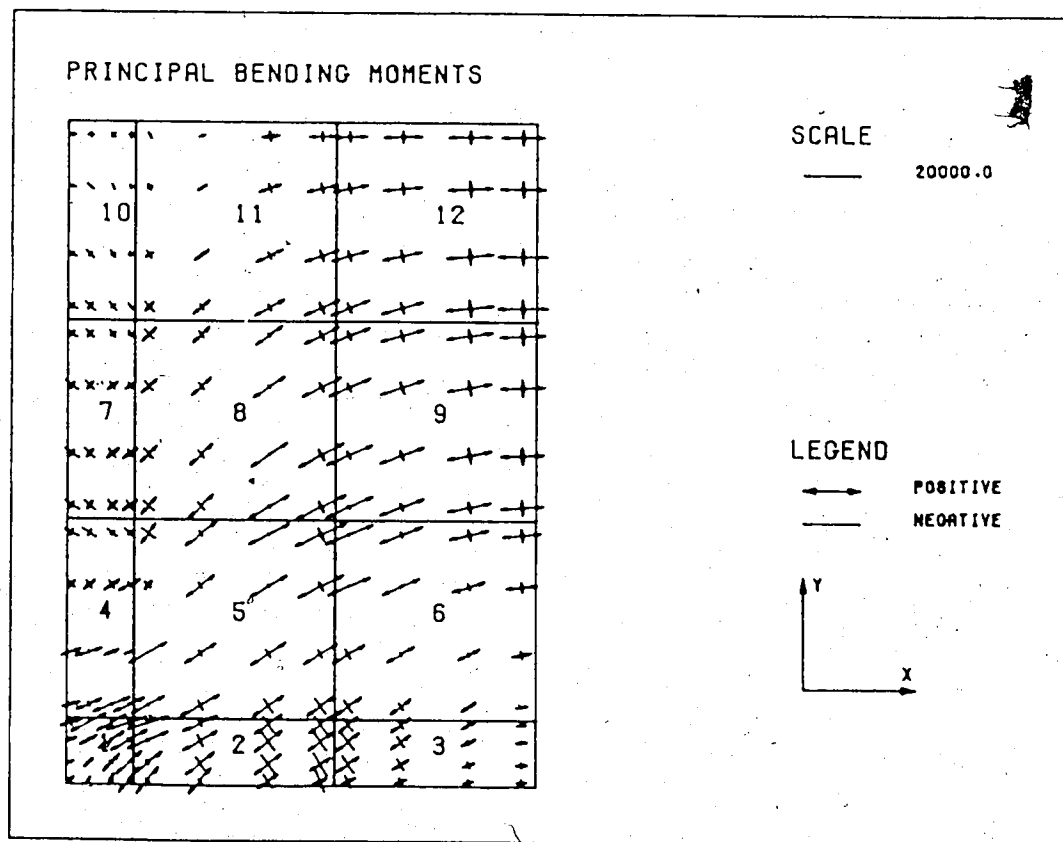 PRINCIPAL BENDING MOMENTS
SCALE
20000.0
10 11 12
7 8 9
LEGEND
POSITIVE
NEGATIVE
4 5 6
Y
X
2 3